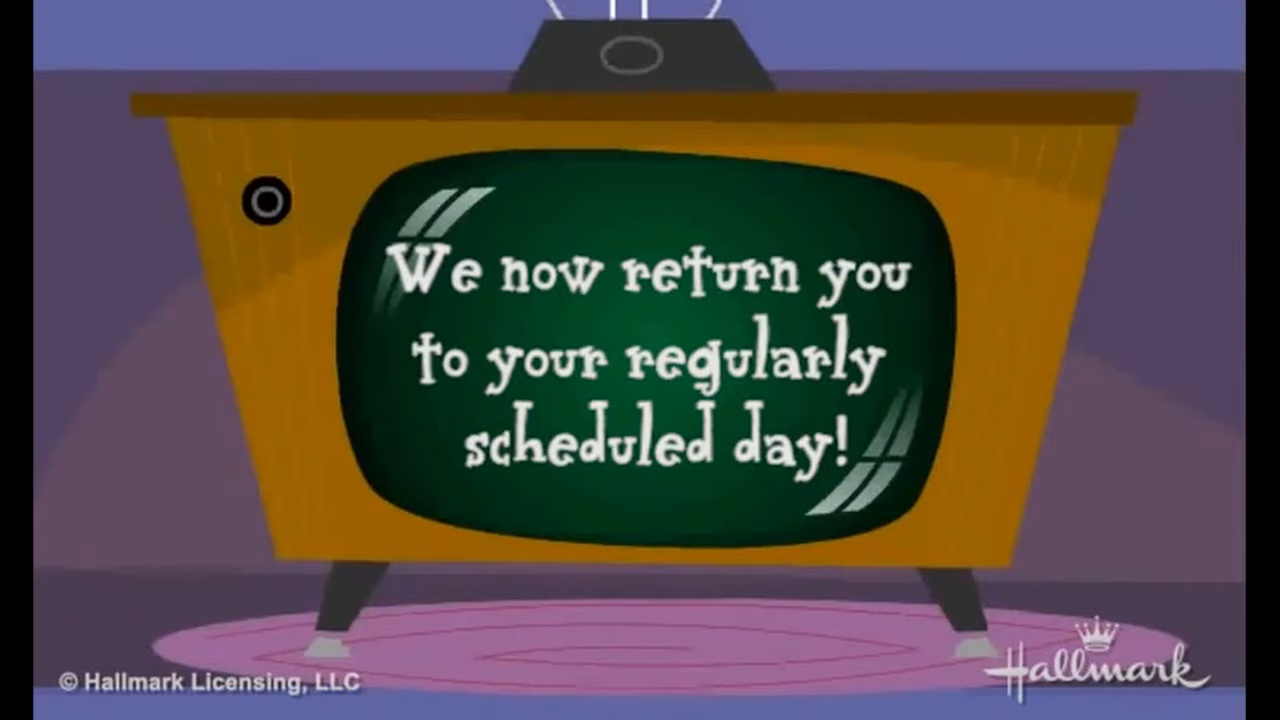 We now return you
to your regularly
scheduled day!
© Hallmark Licensing, LLC
Hallmark